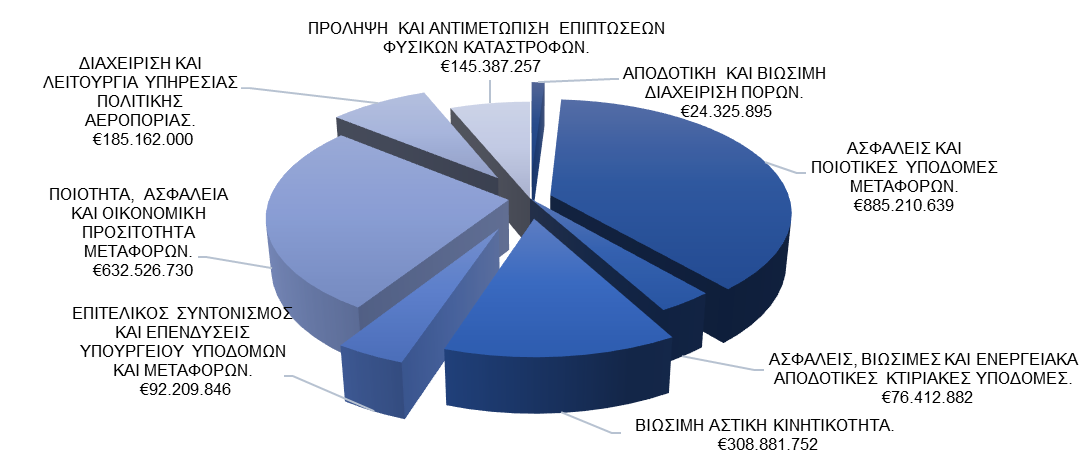 ΠΡΟΛΗΨΗ ΚΑΙ ΑΝΤΙΜΕΤΩΠΙΣΗ ΕΠΙΠΤΩΣΕΩΝ
ΦΥΣΙΚΩΝ ΚΑΤΑΣΤΡΟΦΩΝ.
€145.387.257
ΑΠΟΔΟΤΙΚΗ ΚΑΙ ΒΙΩΣΙΜΗ
ΔΙΑΧΕΙΡΙΣΗ ΠΟΡΩΝ.
€24.325.895
ΑΣΦΑΛΕΙΣ ΚΑΙ
ΠΟΙΟΤΙΚΕΣ ΥΠΟΔΟΜΕΣ
ΜΕΤΑΦΟΡΩΝ.
€885.210.639
ΑΣΦΑΛΕΙΣ, ΒΙΩΣΙΜΕΣ ΚΑΙ ΕΝΕΡΓΕΙΑΚΑ
ΑΠΟΔΟΤΙΚΕΣ ΚΤΙΡΙΑΚΕΣ ΥΠΟΔΟΜΕΣ.
€76.412.882
ΒΙΩΣΙΜΗ ΑΣΤΙΚΗ ΚΙΝΗΤΙΚΟΤΗΤΑ.
€308.881.752
ΕΠΙΤΕΛΙΚΟΣ ΣΥΝΤΟΝΙΣΜΟΣ
ΚΑΙ ΕΠΕΝΔΥΣΕΙΣ
ΥΠΟΥΡΓΕΙΟΥ ΥΠΟΔΟΜΩΝ
ΚΑΙ ΜΕΤΑΦΟΡΩΝ.
€92.209.846
ΠΟΙΟΤΗΤΑ, ΑΣΦΑΛΕΙΑ
ΚΑΙ ΟΙΚΟΝΟΜΙΚΗ
ΠΡΟΣΙΤΟΤΗΤΑ
ΜΕΤΑΦΟΡΩΝ.
€632.526.730
ΔΙΑΧΕΙΡΙΣΗ ΚΑΙ
ΛΕΙΤΟΥΡΓΙΑ ΥΠΗΡΕΣΙΑΣ
ΠΟΛΙΤΙΚΗΣ
ΑΕΡΟΠΟΡΙΑΣ.
€185.162.000